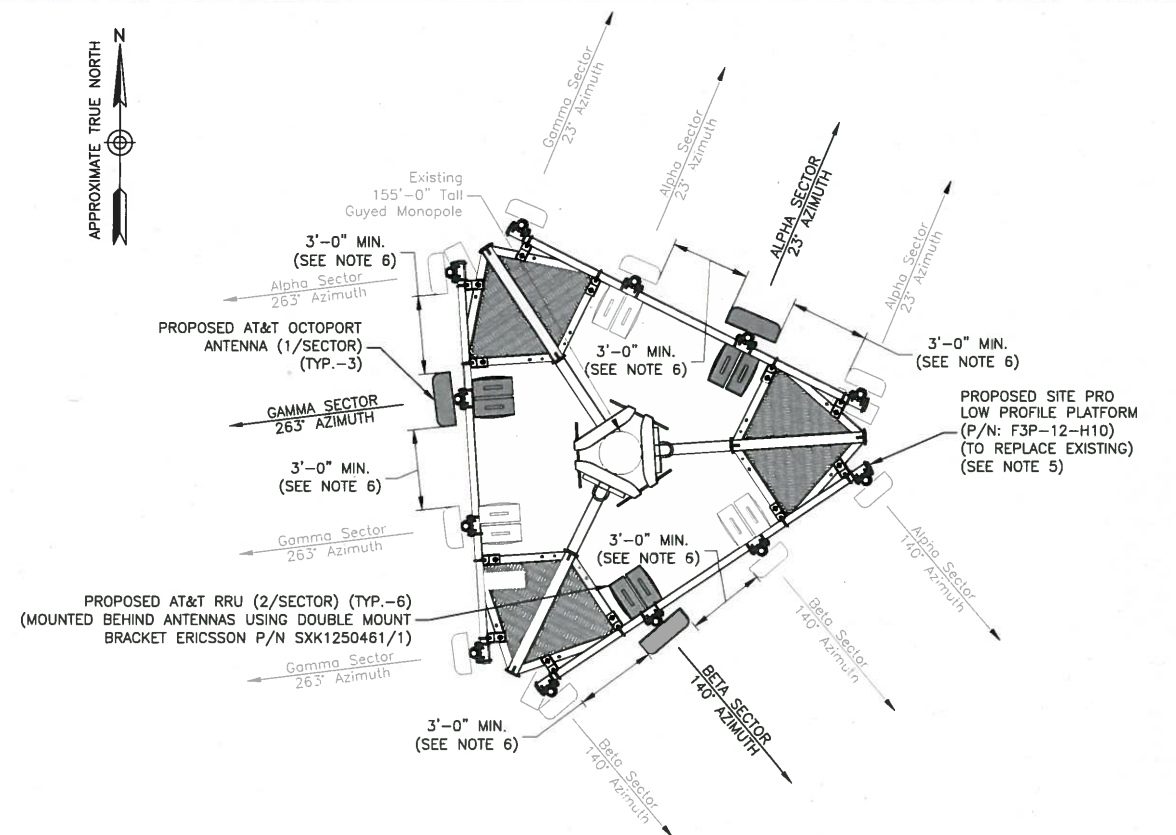 N
APPROXIMATE TRUE NORTH
Gamma Sector
23° Azimuth
Alpha Sector
23° Azimuth
ALPHA SECTOR
23° AZIMUTH
Alpha Sector
23° Azimuth
Existing
155'-0" Tall
Guyed Monopole
3'-0" MIN.
(SEE NOTE 6)
Alpha Sector
263° Azimuth
PROPOSED AT&T OCTOPORT
ANTENNA (1/SECTOR)
(TYP.-3)
3'-0" MIN.
(SEE NOTE 6)
3'-0" MIN.
(SEE NOTE 6)
GAMMA SECTOR
263° AZIMUTH
PROPOSED SITE PRO
LOW PROFILE PLATFORM
(P/N: F3P-12-H10)
(TO REPLACE EXISTING)
(SEE NOTE 5)
3'-0" MIN.
(SEE NOTE 6)
Gamma Sector
263° Azimuth
3'-0" MIN.
(SEE NOTE 6)
Alpha Sector
140° Azimuth
PROPOSED AT&T RRU (2/SECTOR) (TYP.-6)
(MOUNTED BEHIND ANTENNAS USING DOUBLE MOUNT
BRACKET ERICSSON P/N SXK1250461/1)
Beta Sector
140° Azimuth
Gamma Sector
263° Azimuth
BETA SECTOR
140° AZIMUTH
3'-0" MIN.
(SEE NOTE 6)
Beta Sector
140° Azimuth